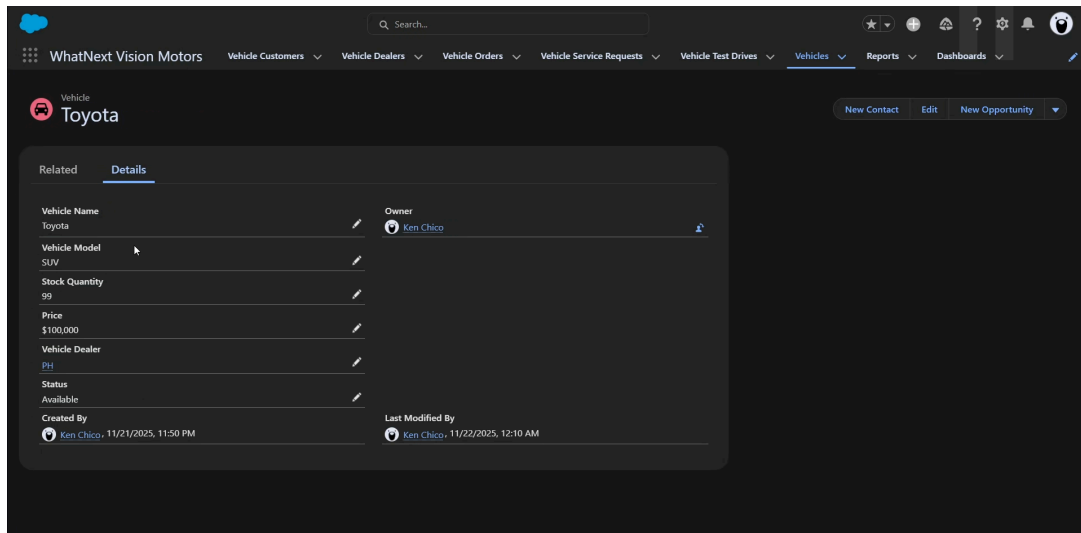 Search...
WhatNext Vision Motors
Vehicle Customers
Vehicle Dealers
Vehicle Orders
Vehicle Service Requests
Vehicle Test Drives
Vehicles
Reports
Dashboards
Vehicle
Toyota
New Contact
Edit
New Opportunity
Related
Details
Vehicle Name
Toyota
Owner
Ken Chico
Vehicle Model
SUV
Stock Quantity
99
Price
$100,000
Vehicle Dealer
PH
Status
Available
Created By
Ken Chico, 11/21/2025, 11:50 PM
Last Modified By
Ken Chico, 11/22/2025, 12:10 AM